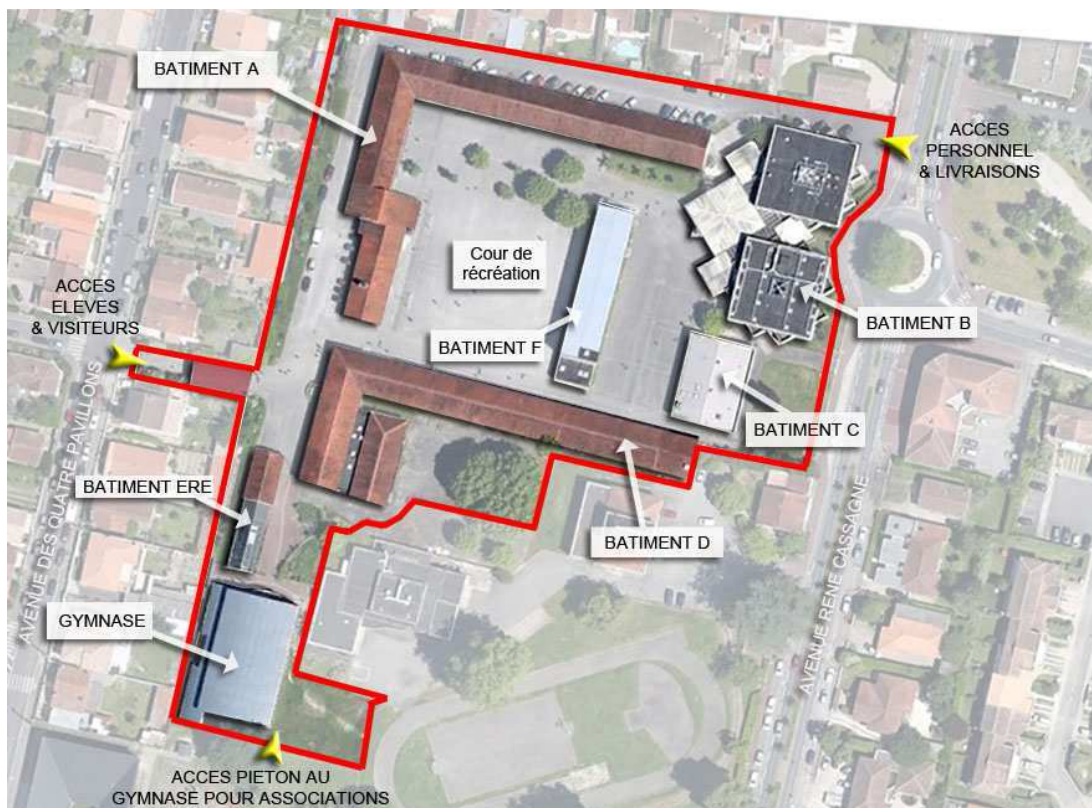 BATIMENT A
ACCES
PERSONNEL
& LIVRAISONS
Cour de
récréation
ACCES
ELEVES
& VISITEURS
BATIMENT B
BATIMENT F
BATIMENT C
BATIMENT ERE
BATIMENT D
GYMNASE
AVENUE DES QUATRE PAVILLONS
AVENUE RENE CASSAGNE
ACCES PIETON AU
GYMNASE POUR ASSOCIATIONS